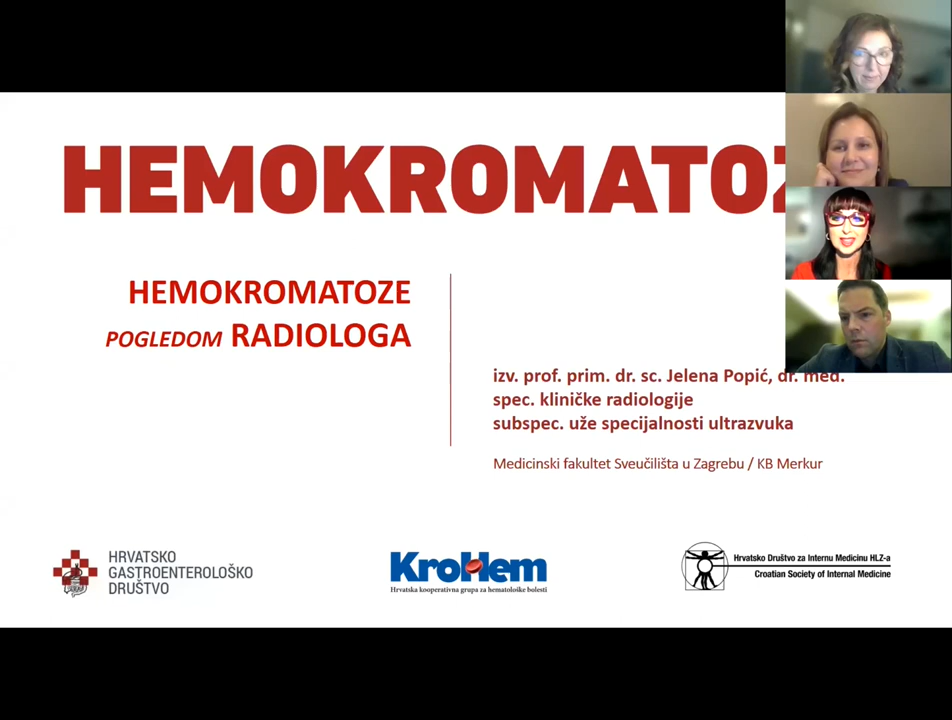 HEMOKROMATOZ
HEMOKROMATOZE
POGLEDOM RADIOLOGA
izv. prof. prim. dr. sc. Jelena Popić, dr. med.
spec. kliničke radiologije
subspec. uže specijalnosti ultrazvuka
Medicinski fakultet Sveučilišta u Zagrebu / KB Merkur
HRVATSKO
GASTROENTEROLOŠKO
DRUŠTVO
KroHem
Hrvatska kooperativna grupa za hematološke bolesti
Hrvatsko Društvo za Internu Medicinu HLZ-a
Croatian Society of Internal Medicine